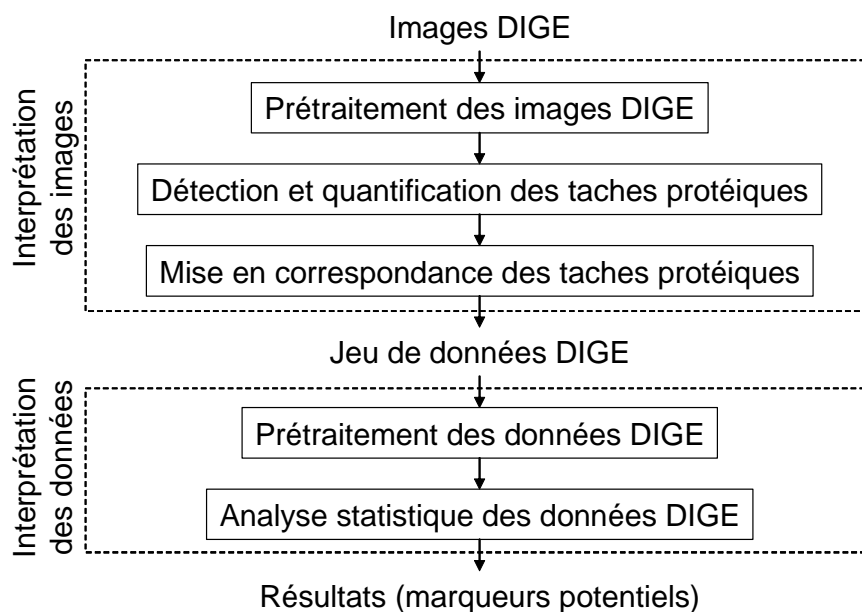 Images DIGE
Interprétation
des images
Prétraitement des images DIGE
Détection et quantification des taches protéiques
Mise en correspondance des taches protéiques
Jeu de données DIGE
Interprétation
des données
Prétraitement des données DIGE
Analyse statistique des données DIGE
Résultats (marqueurs potentiels)